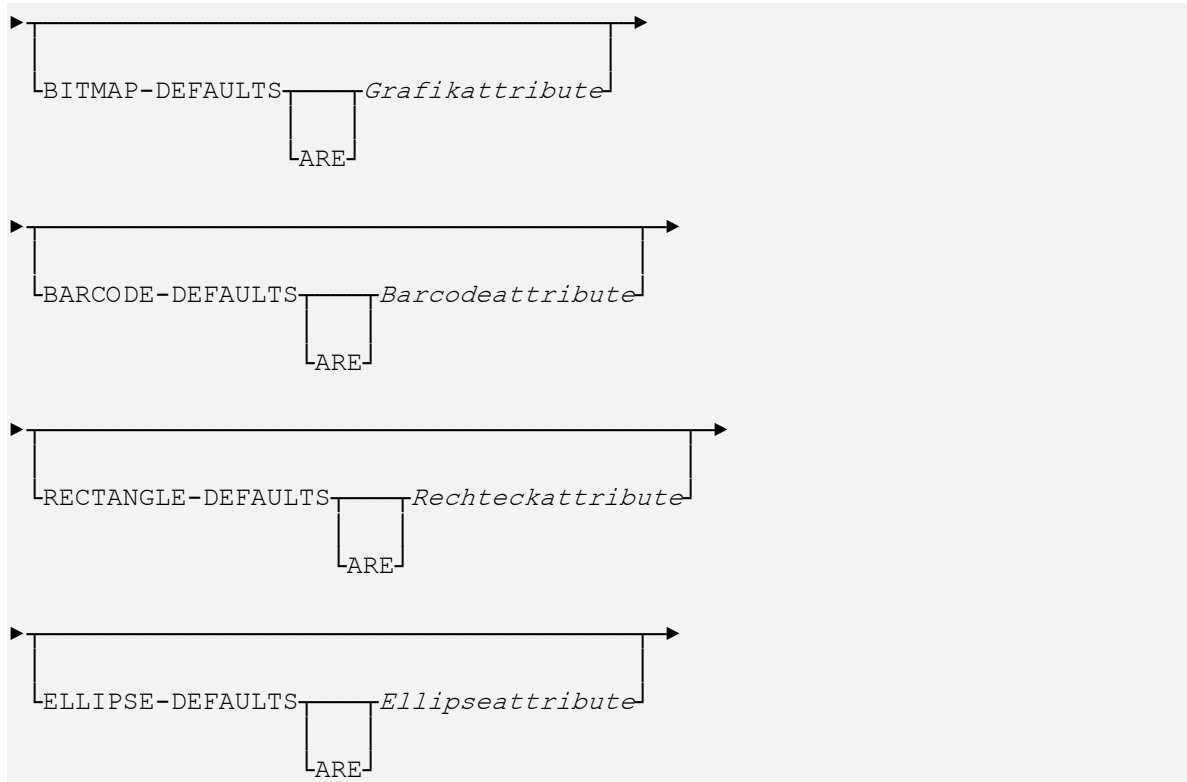 BITMAP-DEFAULTS Grafikattribute
ARE
BARCODE-DEFAULTS Barcodeattribute
ARE
RECTANGLE-DEFAULTS Rechteckattribute
ARE
ELLIPSE-DEFAULTS Ellipseattribute
ARE